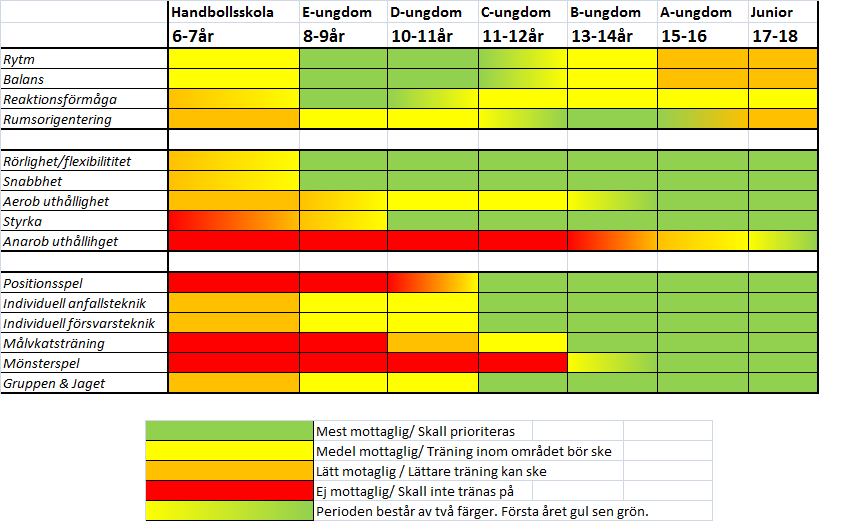 Handbollsskola E-ungdom D-ungdom C-ungdom B-ungdom A-ungdom Junior
6-7år 8-9år 10-11år 11-12år 13-14år 15-16 17-18
Rytm
Balans
Reaktionsförmåga
Rumsorigentering
Rörlighet/flexibilititet
Snabbhet
Aerob uthållighet
Styrka
Anarob uthållihget
Positionsspel
Individuell anfallsteknik
Individuell försvarsteknik
Målvkatsträning
Mönsterspel
Gruppen & Jaget
Mest mottaglig/ Skall prioriteras
Medel mottaglig/ Träning inom området bör ske
Lätt motaglig / Lättare träning kan ske
Ej mottaglig/ Skall inte tränas på
Perioden består av två färger. Första året gul sen grön.